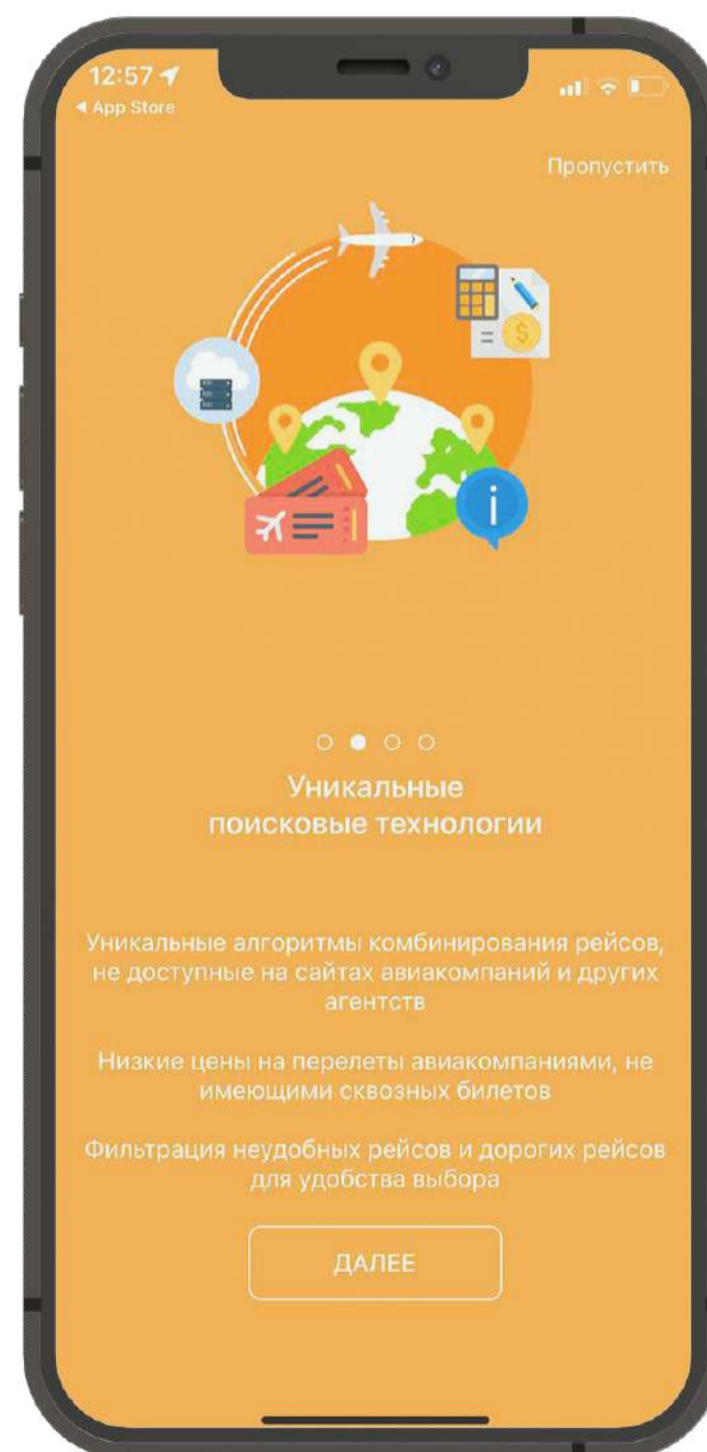 12:57
◀ App Store
Пропустить
$
i
Уникальные
поисковые технологии
Уникальные алгоритмы комбинирования рейсов,
не доступные на сайтах авиакомпаний и других
агентств
Низкие цены на перелеты авиакомпаниями, не
имеющими сквозных билетов
Фильтрация неудобных рейсов и дорогих рейсов
для удобства выбора
ДАЛЕЕ